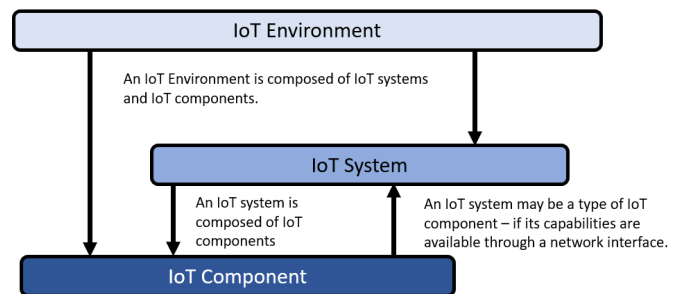 IoT Environment
An IoT Environment is composed of IoT systems
and IoT components.
IoT System
An IoT system is
composed of IoT
components
An IoT system may be a type of IoT
component – if its capabilities are
available through a network interface.
IoT Component